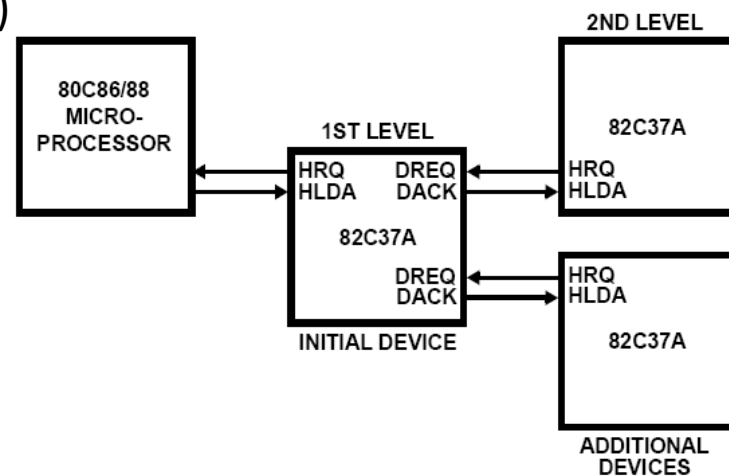 )
2ND LEVEL
80C86/88
MICRO-
PROCESSOR
1ST LEVEL
82C37A
HRQ DREQ HRQ
HLDA DACK HLDA
82C37A
DREQ HRQ
DACK HLDA
INITIAL DEVICE
82C37A
ADDITIONAL
DEVICES